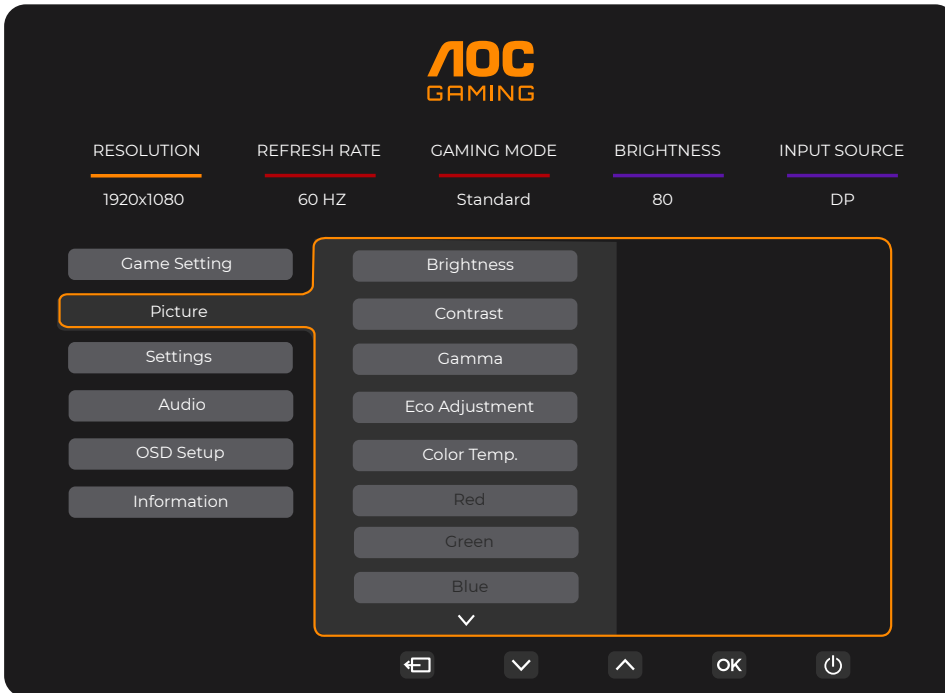 AOC
GAMING
RESOLUTION REFRESH RATE GAMING MODE BRIGHTNESS INPUT SOURCE
1920x1080 60 HZ Standard 80 DP
Game Setting
Picture
Settings
Audio
OSD Setup
Information
Brightness
Contrast
Gamma
Eco Adjustment
Color Temp.
Red
Green
Blue
OK